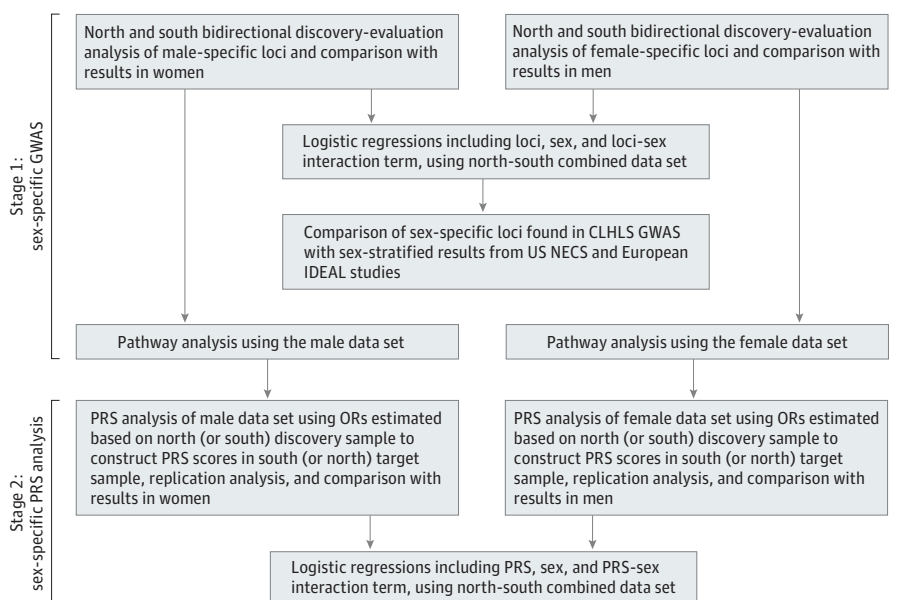 North and south bidirectional discovery-evaluation
analysis of male-specific loci and comparison with
results in women
North and south bidirectional discovery-evaluation
analysis of female-specific loci and comparison with
results in men
Logistic regressions including loci, sex, and loci-sex
interaction term, using north-south combined data set
Stage 1:
sex-specific GWAS
Comparison of sex-specific loci found in CLHLS GWAS
with sex-stratified results from US NECS and European
IDEAL studies
Pathway analysis using the male data set
Pathway analysis using the female data set
PRS analysis of male data set using ORs estimated
based on north (or south) discovery sample to
construct PRS scores in south (or north) target
sample, replication analysis, and comparison with
results in women
PRS analysis of female data set using ORs estimated
based on north (or south) discovery sample to
construct PRS scores in south (or north) target
sample, replication analysis, and comparison with
results in men
Stage 2:
sex-specific PRS analysis
Logistic regressions including PRS, sex, and PRS-sex
interaction term, using north-south combined data set